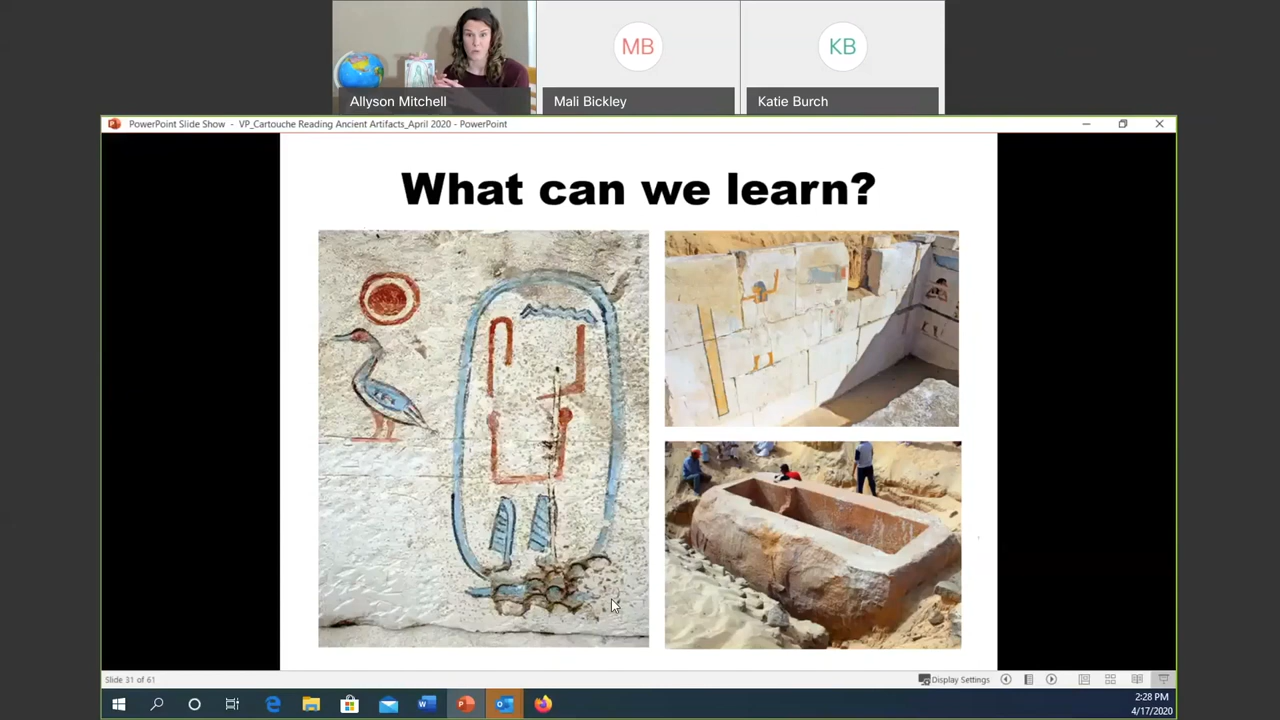 MB
KB
Allyson Mitchell
Mali Bickley
Katie Burch
PowerPoint Slide Show - VP_Cartouche Reading Ancient Artifacts_April 2020 - PowerPoint
What can we learn?
Slide 31 of 61
Display Settings
2:28 PM
4/17/2020